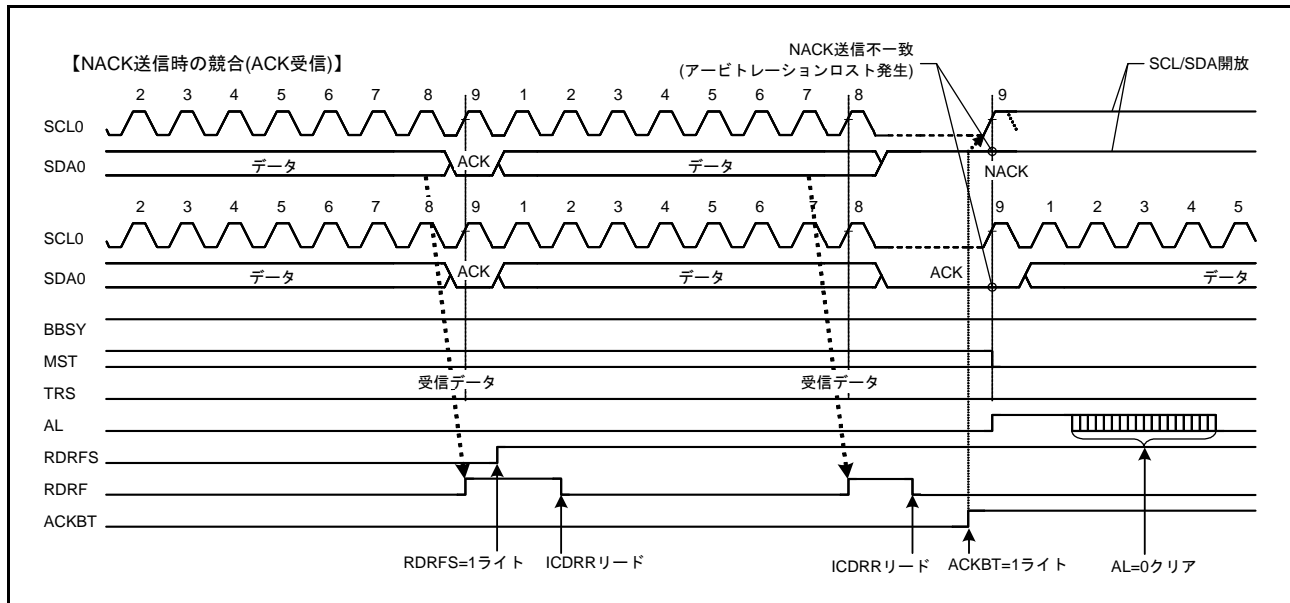 【NACK送信時の競合(ACK受信)】
NACK送信不一致
(アービトレーションロスト発生)
SCL/SDA開放
2 3 4 5 6 7 8 9 1 2 3 4 5 6 7 8 9
SCL0
SDA0 データ ACK データ NACK
2 3 4 5 6 7 8 9 1 2 3 4 5 6 7 8 9 1 2 3 4 5
SCL0
SDA0 データ ACK データ ACK データ
BBSY
MST
受信データ 受信データ
TRS
AL
RDRFS
RDRF
ACKBT
RDRFS=1ライト ICDRRリード ICDRRリード ACKBT=1ライト AL=0クリア